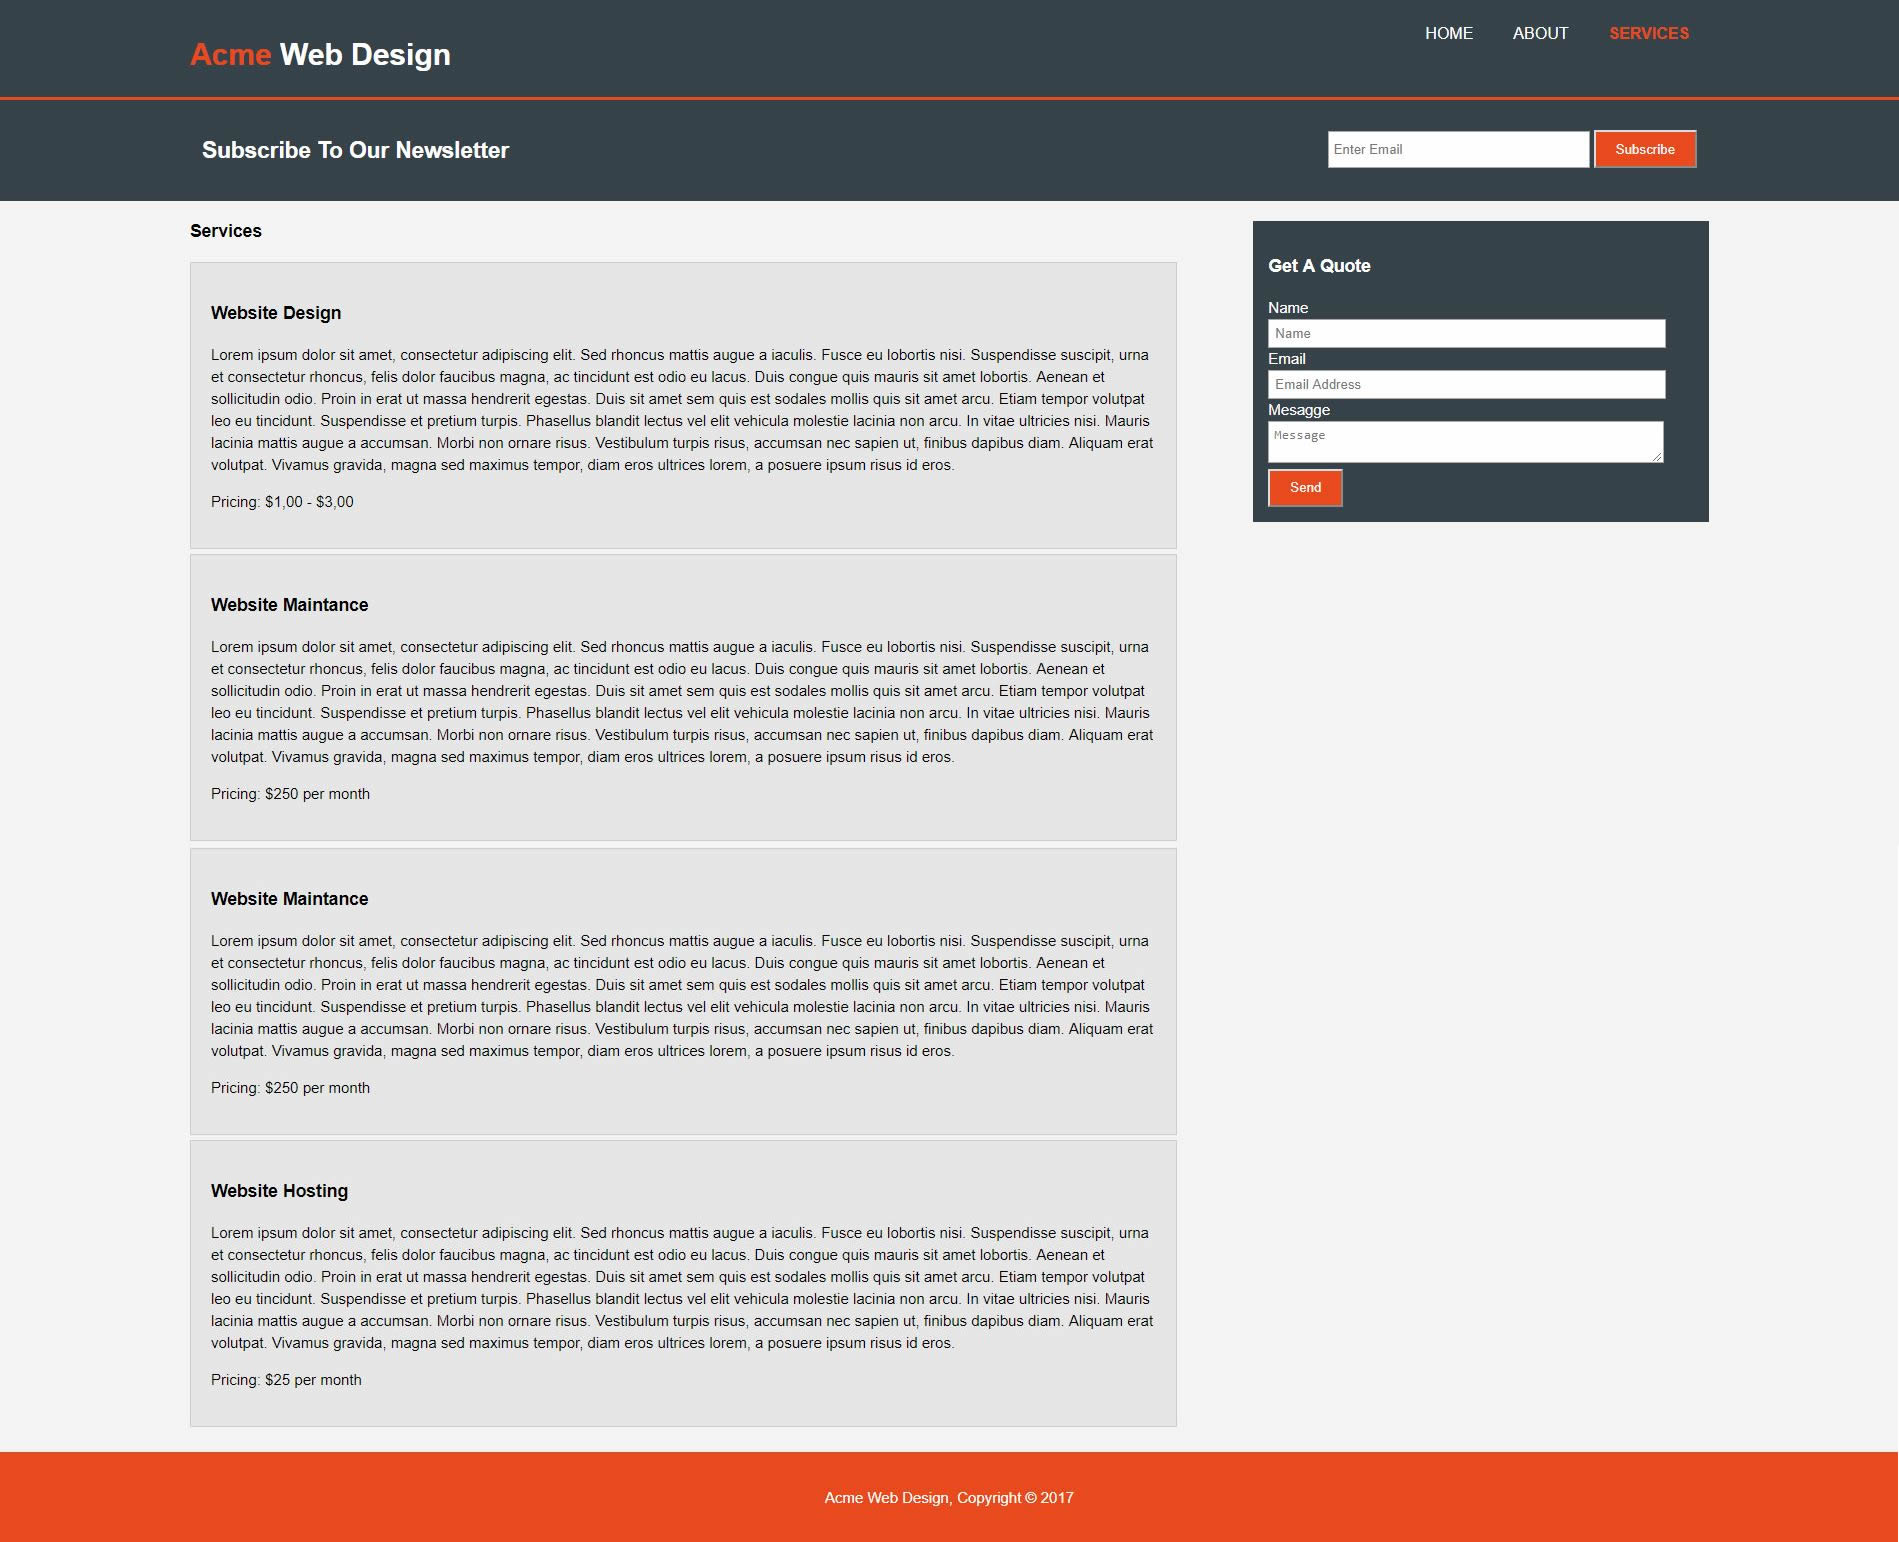 Acme Web Design
HOME ABOUT SERVICES
Subscribe To Our Newsletter
Enter Email Subscribe
Services
Website Design
Lorem ipsum dolor sit amet, consectetur adipiscing elit. Sed rhoncus mattis augue a iaculis. Fusce eu lobortis nisi. Suspendisse suscipit, urna
et consectetur rhoncus, felis dolor faucibus magna, ac tincidunt est odio eu lacus. Duis congue quis mauris sit amet lobortis. Aenean et
sollicitudin odio. Proin in erat ut massa hendrerit egestas. Duis sit amet sem quis est sodales mollis quis sit amet arcu. Etiam tempor volutpat
leo eu tincidunt. Suspendisse et pretium turpis. Phasellus blandit lectus vel elit vehicula molestie lacinia non arcu. In vitae ultricies nisi. Mauris
lacinia mattis augue a accumsan. Morbi non ornare risus. Vestibulum turpis risus, accumsan nec sapien ut, finibus dapibus diam. Aliquam erat
volutpat. Vivamus gravida, magna sed maximus tempor, diam eros ultrices lorem, a posuere ipsum risus id eros.
Pricing: $1,00 - $3,00
Website Maintance
Lorem ipsum dolor sit amet, consectetur adipiscing elit. Sed rhoncus mattis augue a iaculis. Fusce eu lobortis nisi. Suspendisse suscipit, urna
et consectetur rhoncus, felis dolor faucibus magna, ac tincidunt est odio eu lacus. Duis congue quis mauris sit amet lobortis. Aenean et
sollicitudin odio. Proin in erat ut massa hendrerit egestas. Duis sit amet sem quis est sodales mollis quis sit amet arcu. Etiam tempor volutpat
leo eu tincidunt. Suspendisse et pretium turpis. Phasellus blandit lectus vel elit vehicula molestie lacinia non arcu. In vitae ultricies nisi. Mauris
lacinia mattis augue a accumsan. Morbi non ornare risus. Vestibulum turpis risus, accumsan nec sapien ut, finibus dapibus diam. Aliquam erat
volutpat. Vivamus gravida, magna sed maximus tempor, diam eros ultrices lorem, a posuere ipsum risus id eros.
Pricing: $250 per month
Website Maintance
Lorem ipsum dolor sit amet, consectetur adipiscing elit. Sed rhoncus mattis augue a iaculis. Fusce eu lobortis nisi. Suspendisse suscipit, urna
et consectetur rhoncus, felis dolor faucibus magna, ac tincidunt est odio eu lacus. Duis congue quis mauris sit amet lobortis. Aenean et
sollicitudin odio. Proin in erat ut massa hendrerit egestas. Duis sit amet sem quis est sodales mollis quis sit amet arcu. Etiam tempor volutpat
leo eu tincidunt. Suspendisse et pretium turpis. Phasellus blandit lectus vel elit vehicula molestie lacinia non arcu. In vitae ultricies nisi. Mauris
lacinia mattis augue a accumsan. Morbi non ornare risus. Vestibulum turpis risus, accumsan nec sapien ut, finibus dapibus diam. Aliquam erat
volutpat. Vivamus gravida, magna sed maximus tempor, diam eros ultrices lorem, a posuere ipsum risus id eros.
Pricing: $250 per month
Website Hosting
Lorem ipsum dolor sit amet, consectetur adipiscing elit. Sed rhoncus mattis augue a iaculis. Fusce eu lobortis nisi. Suspendisse suscipit, urna
et consectetur rhoncus, felis dolor faucibus magna, ac tincidunt est odio eu lacus. Duis congue quis mauris sit amet lobortis. Aenean et
sollicitudin odio. Proin in erat ut massa hendrerit egestas. Duis sit amet sem quis est sodales mollis quis sit amet arcu. Etiam tempor volutpat
leo eu tincidunt. Suspendisse et pretium turpis. Phasellus blandit lectus vel elit vehicula molestie lacinia non arcu. In vitae ultricies nisi. Mauris
lacinia mattis augue a accumsan. Morbi non ornare risus. Vestibulum turpis risus, accumsan nec sapien ut, finibus dapibus diam. Aliquam erat
volutpat. Vivamus gravida, magna sed maximus tempor, diam eros ultrices lorem, a posuere ipsum risus id eros.
Pricing: $25 per month
Get A Quote
Name
Name
Email
Email Address
Mesagge
Message
Send
Acme Web Design, Copyright © 2017